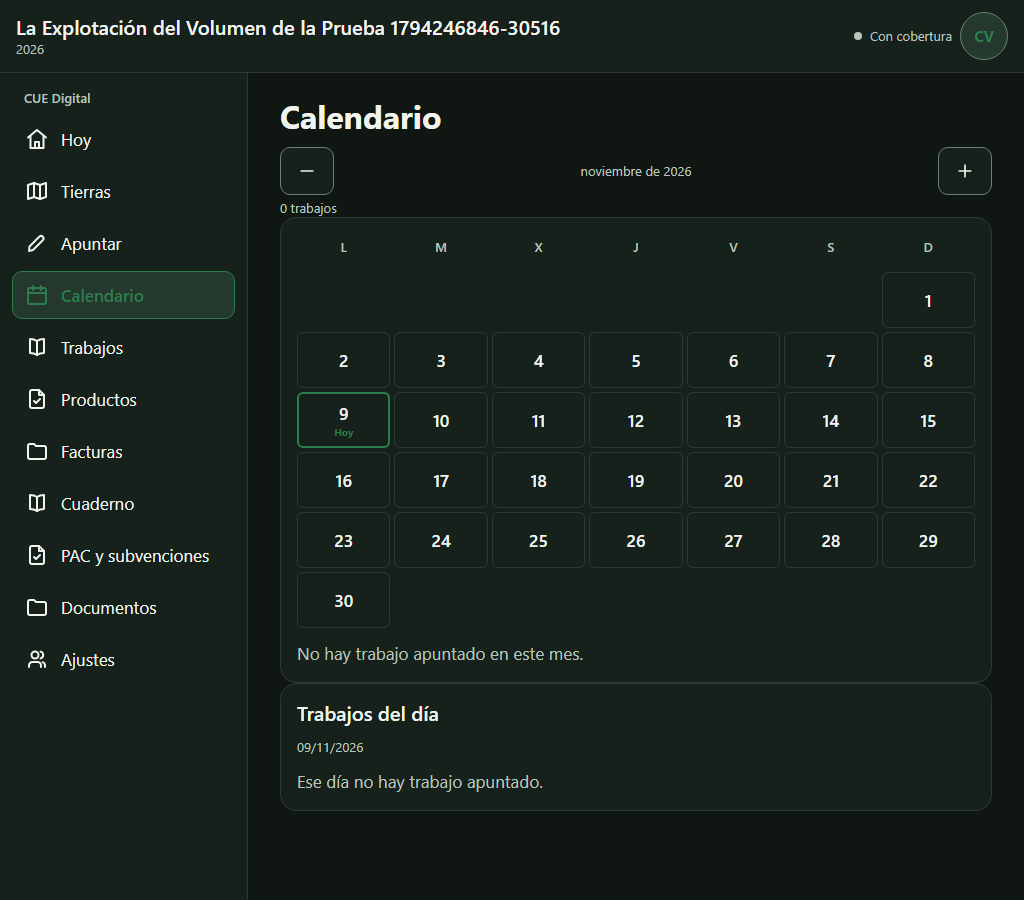 La Explotación del Volumen de la Prueba 1794246846-30516
2026
Con cobertura
CV
CUE Digital
Hoy
Tierras
Apuntar
Calendario
Trabajos
Productos
Facturas
Cuaderno
PAC y subvenciones
Documentos
Ajustes
Calendario
− noviembre de 2026 +
0 trabajos
L M X J V S D
1
2 3 4 5 6 7 8
9 10 11 12 13 14 15
Hoy
16 17 18 19 20 21 22
23 24 25 26 27 28 29
30
No hay trabajo apuntado en este mes.
Trabajos del día
09/11/2026
Ese día no hay trabajo apuntado.